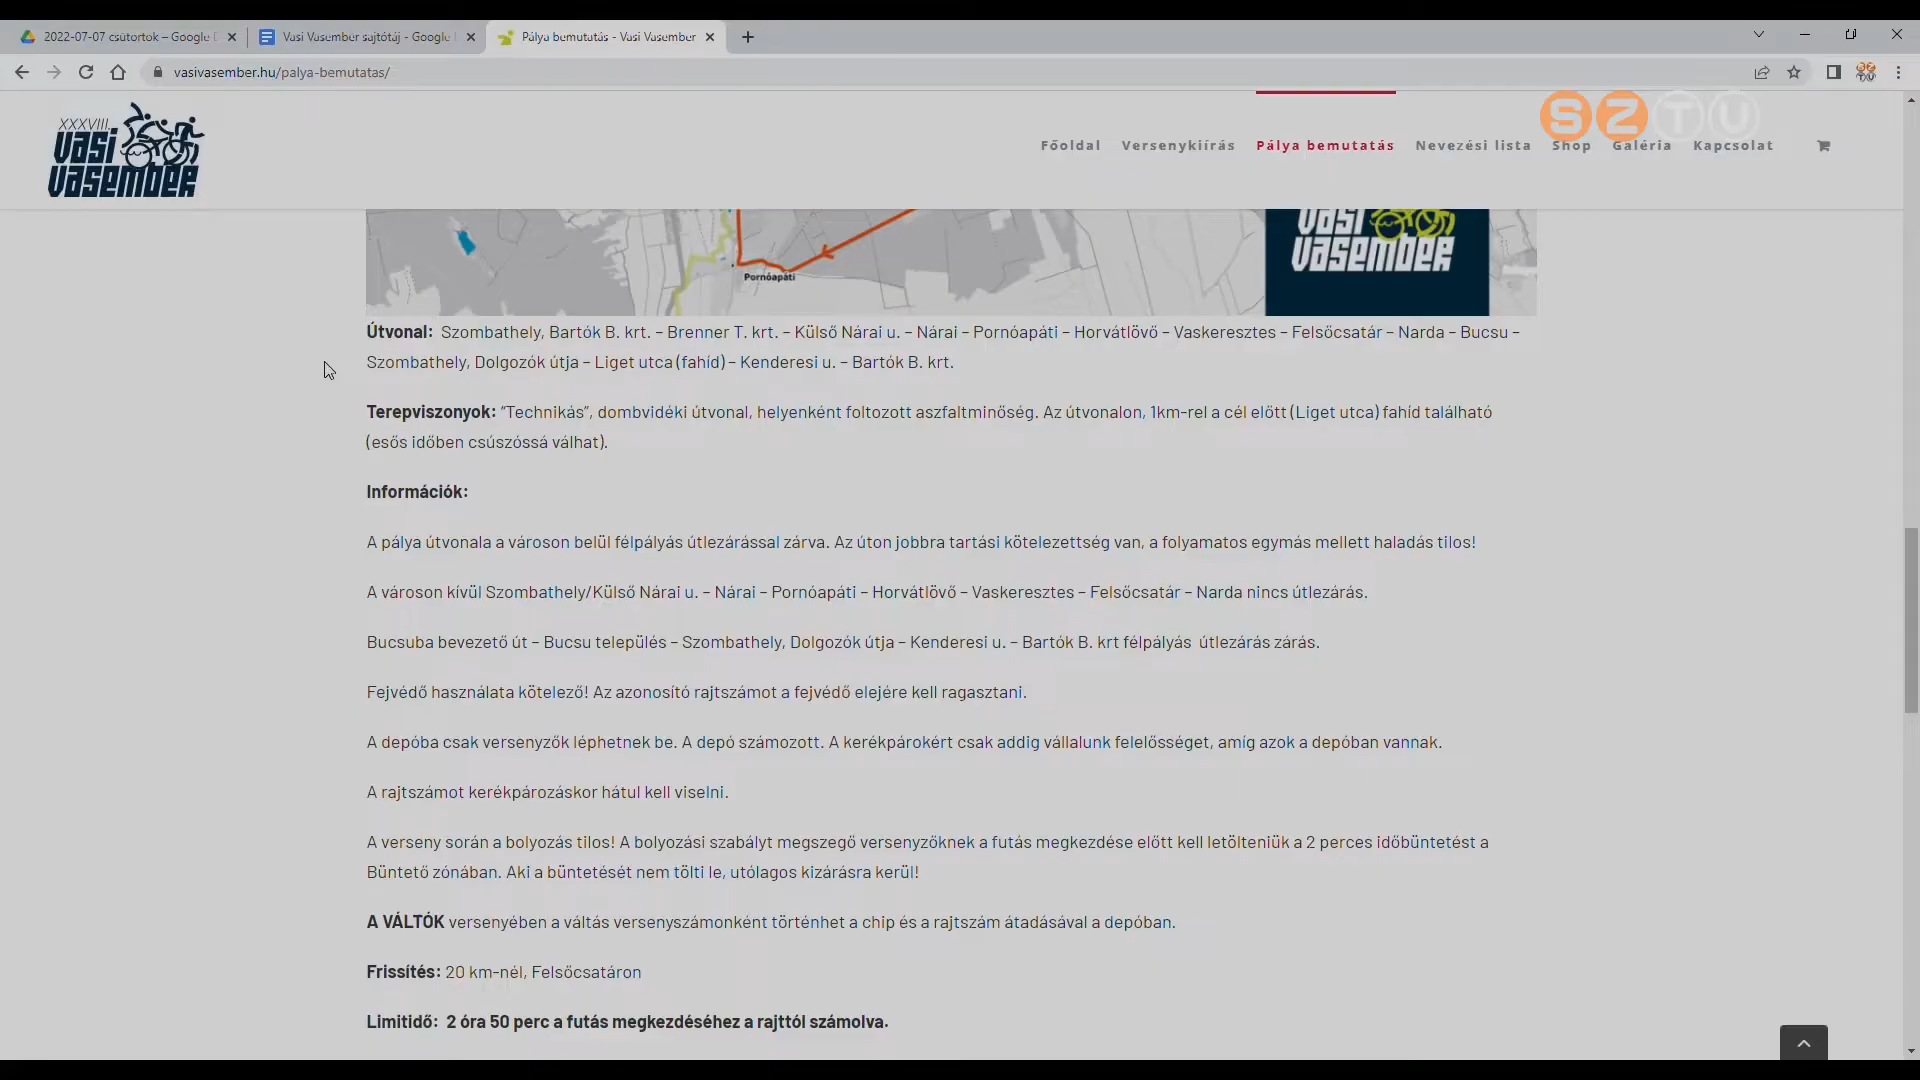 2022-07-07 csütörtök – Google
Vasi Vasember sajtótáj - Google
Pálya bemutatás - Vasi Vasember
vasivasember.hu/palya-bemutatas/
XXXVIII.
VASI
VASEMBER
SZTV
Főoldal Versenykiírás Pálya bemutatás Nevezési lista Shop Galéria Kapcsolat
VASI
VASEMBER
Pornóapáti
Útvonal: Szombathely, Bartók B. krt. – Brenner T. krt. – Külső Nárai u. – Nárai – Pornóapáti – Horvátlövő – Vaskeresztes – Felsőcsatár – Narda – Bucsu –
Szombathely, Dolgozók útja – Liget utca (fahíd) – Kenderesi u. – Bartók B. krt.
Terepviszonyok: “Technikás”, dombvidéki útvonal, helyenként foltozott aszfaltminőség. Az útvonalon, 1km-rel a cél előtt (Liget utca) fahíd található
(esős időben csúszóssá válhat).
Információk:
A pálya útvonala a városon belül félpályás útlezárással zárva. Az úton jobbra tartási kötelezettség van, a folyamatos egymás mellett haladás tilos!
A városon kívül Szombathely/Külső Nárai u. – Nárai – Pornóapáti – Horvátlövő – Vaskeresztes – Felsőcsatár – Narda nincs útlezárás.
Bucsuba bevezető út – Bucsu település – Szombathely, Dolgozók útja – Kenderesi u. – Bartók B. krt félpályás útlezárás zárás.
Fejvédő használata kötelező! Az azonosító rajtszámot a fejvédő elejére kell ragasztani.
A depóba csak versenyzők léphetnek be. A depó számozott. A kerékpárokért csak addig vállalunk felelősséget, amíg azok a depóban vannak.
A rajtszámot kerékpározáskor hátul kell viselni.
A verseny során a bolyozás tilos! A bolyozási szabályt megszegő versenyzőknek a futás megkezdése előtt kell letölteniük a 2 perces időbüntetést a
Büntető zónában. Aki a büntetését nem tölti le, utólagos kizárásra kerül!
A VÁLTÓK versenyében a váltás versenyszámonként történhet a chip és a rajtszám átadásával a depóban.
Frissítés: 20 km-nél, Felsőcsatáron
Limitidő: 2 óra 50 perc a futás megkezdéséhez a rajttól számolva.